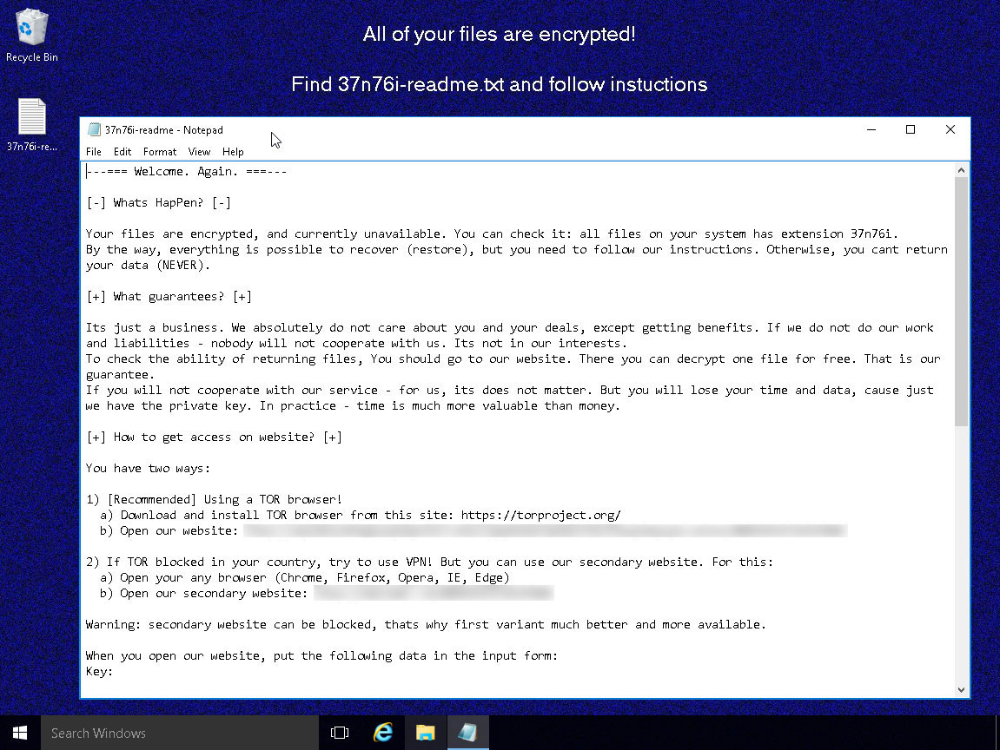 Recycle Bin
All of your files are encrypted!
Find 37n76i-readme.txt and follow instuctions
37n76i-re...
37n76i-readme - Notepad
File Edit Format View Help
---=== Welcome. Again. ===---
[-] Whats HapPen? [-]
Your files are encrypted, and currently unavailable. You can check it: all files on your system has extension 37n76i.
By the way, everything is possible to recover (restore), but you need to follow our instructions. Otherwise, you cant return
your data (NEVER).
[+] What guarantees? [+]
Its just a business. We absolutely do not care about you and your deals, except getting benefits. If we do not do our work
and liabilities - nobody will not cooperate with us. Its not in our interests.
To check the ability of returning files, You should go to our website. There you can decrypt one file for free. That is our
guarantee.
If you will not cooperate with our service - for us, its does not matter. But you will lose your time and data, cause just
we have the private key. In practice - time is much more valuable than money.
[+] How to get access on website? [+]
You have two ways:
1) [Recommended] Using a TOR browser!
a) Download and install TOR browser from this site: https://torproject.org/
b) Open our website:
2) If TOR blocked in your country, try to use VPN! But you can use our secondary website. For this:
a) Open your any browser (Chrome, Firefox, Opera, IE, Edge)
b) Open our secondary website:
Warning: secondary website can be blocked, thats why first variant much better and more available.
When you open our website, put the following data in the input form:
Key:
Search Windows